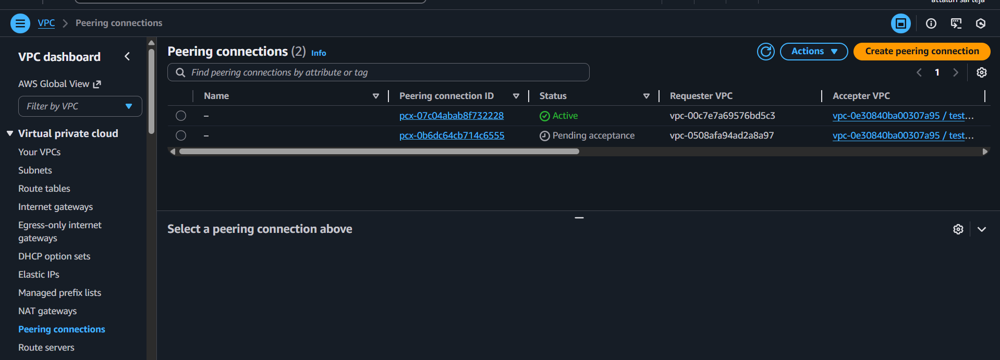 VPC
Peering connections
VPC dashboard
AWS Global View
Filter by VPC
Virtual private cloud
Your VPCs
Subnets
Route tables
Internet gateways
Egress-only internet
gateways
DHCP option sets
Elastic IPs
Managed prefix lists
NAT gateways
Peering connections
Route servers
Peering connections (2) Info
Actions
Create peering connection
Find peering connections by attribute or tag
1
Name Peering connection ID Status Requester VPC Accepter VPC
– pcx-07c04abab8f732228 Active vpc-00c7e7a69576bd5c3 vpc-0e30840ba00307a95 / test...
– pcx-0b6dc64cb714c6555 Pending acceptance vpc-0508afa94ad2a8a97 vpc-0e30840ba00307a95 / test...
Select a peering connection above